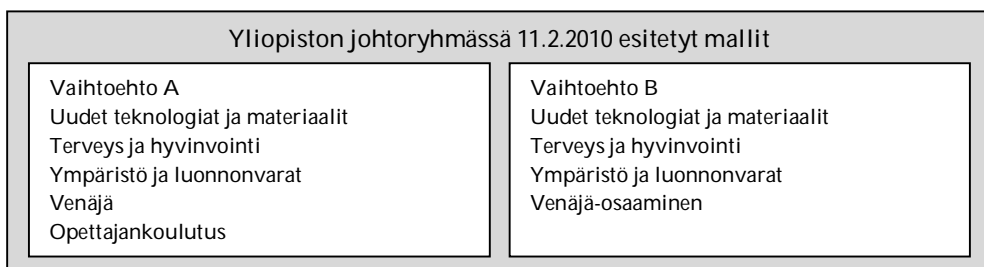 Yliopiston johtoryhmässä 11.2.2010 esitetyt mallit
Vaihtoehto A
Uudet teknologiat ja materiaalit
Terveys ja hyvinvointi
Ympäristö ja luonnonvarat
Venäjä
Opettajankoulutus
Vaihtoehto B
Uudet teknologiat ja materiaalit
Terveys ja hyvinvointi
Ympäristö ja luonnonvarat
Venäjä-osaaminen